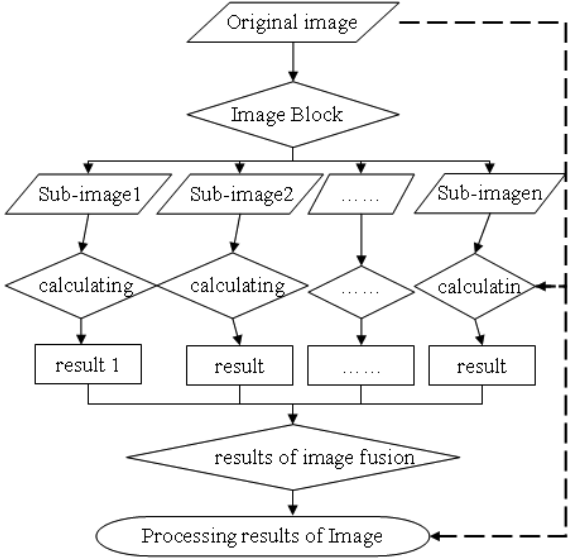 Original image
Image Block
Sub-image1
Sub-image2
……
Sub-imagen
calculating
calculating
……
calculatin
result 1
result
……
result
results of image fusion
Processing results of Image